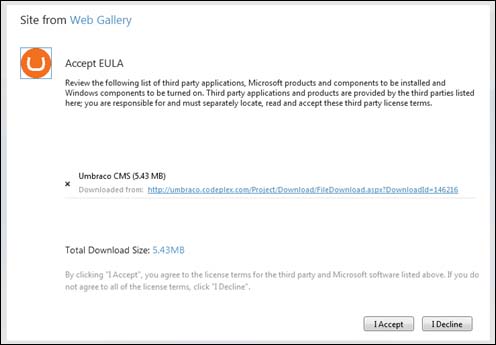 Site from Web Gallery
Accept EULA
Review the following list of third party applications, Microsoft products and components to be installed and
Windows components to be turned on. Third party applications and products are provided by the third parties listed
here; you are responsible for and must separately locate, read and accept these third party license terms.
Umbraco CMS (5.43 MB)
Downloaded from: http://umbraco.codeplex.com/Project/Download/FileDownload.aspx?DownloadId=146216
Total Download Size: 5.43MB
By clicking "I Accept", you agree to the license terms for the third party and Microsoft software listed above. If you do
not agree to all of the license terms, click "I Decline".
I Accept I Decline